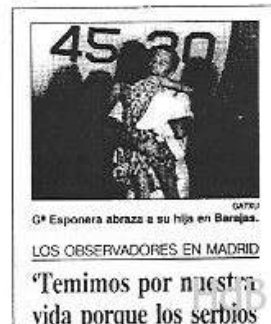 45-30
GATXU
Gª Esponera abraza a su hija en Barajas.
LOS OBSERVADORES EN MADRID
‘Temimos por nuestra
vida porque los serbios